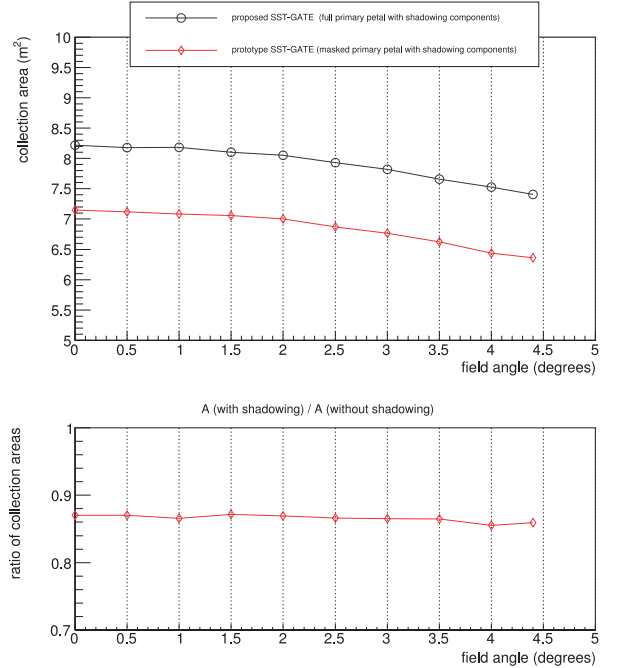 proposed SST-GATE (full primary petal with shadowing components)
prototype SST-GATE (masked primary petal with shadowing components)
collection area (m²)
10
9.5
9
8.5
8
7.5
7
6.5
6
5.5
5
0 0.5 1 1.5 2 2.5 3 3.5 4 4.5 5
field angle (degrees)
A (with shadowing) / A (without shadowing)
ratio of collection areas
1
0.9
0.8
0.7
0 0.5 1 1.5 2 2.5 3 3.5 4 4.5 5
field angle (degrees)